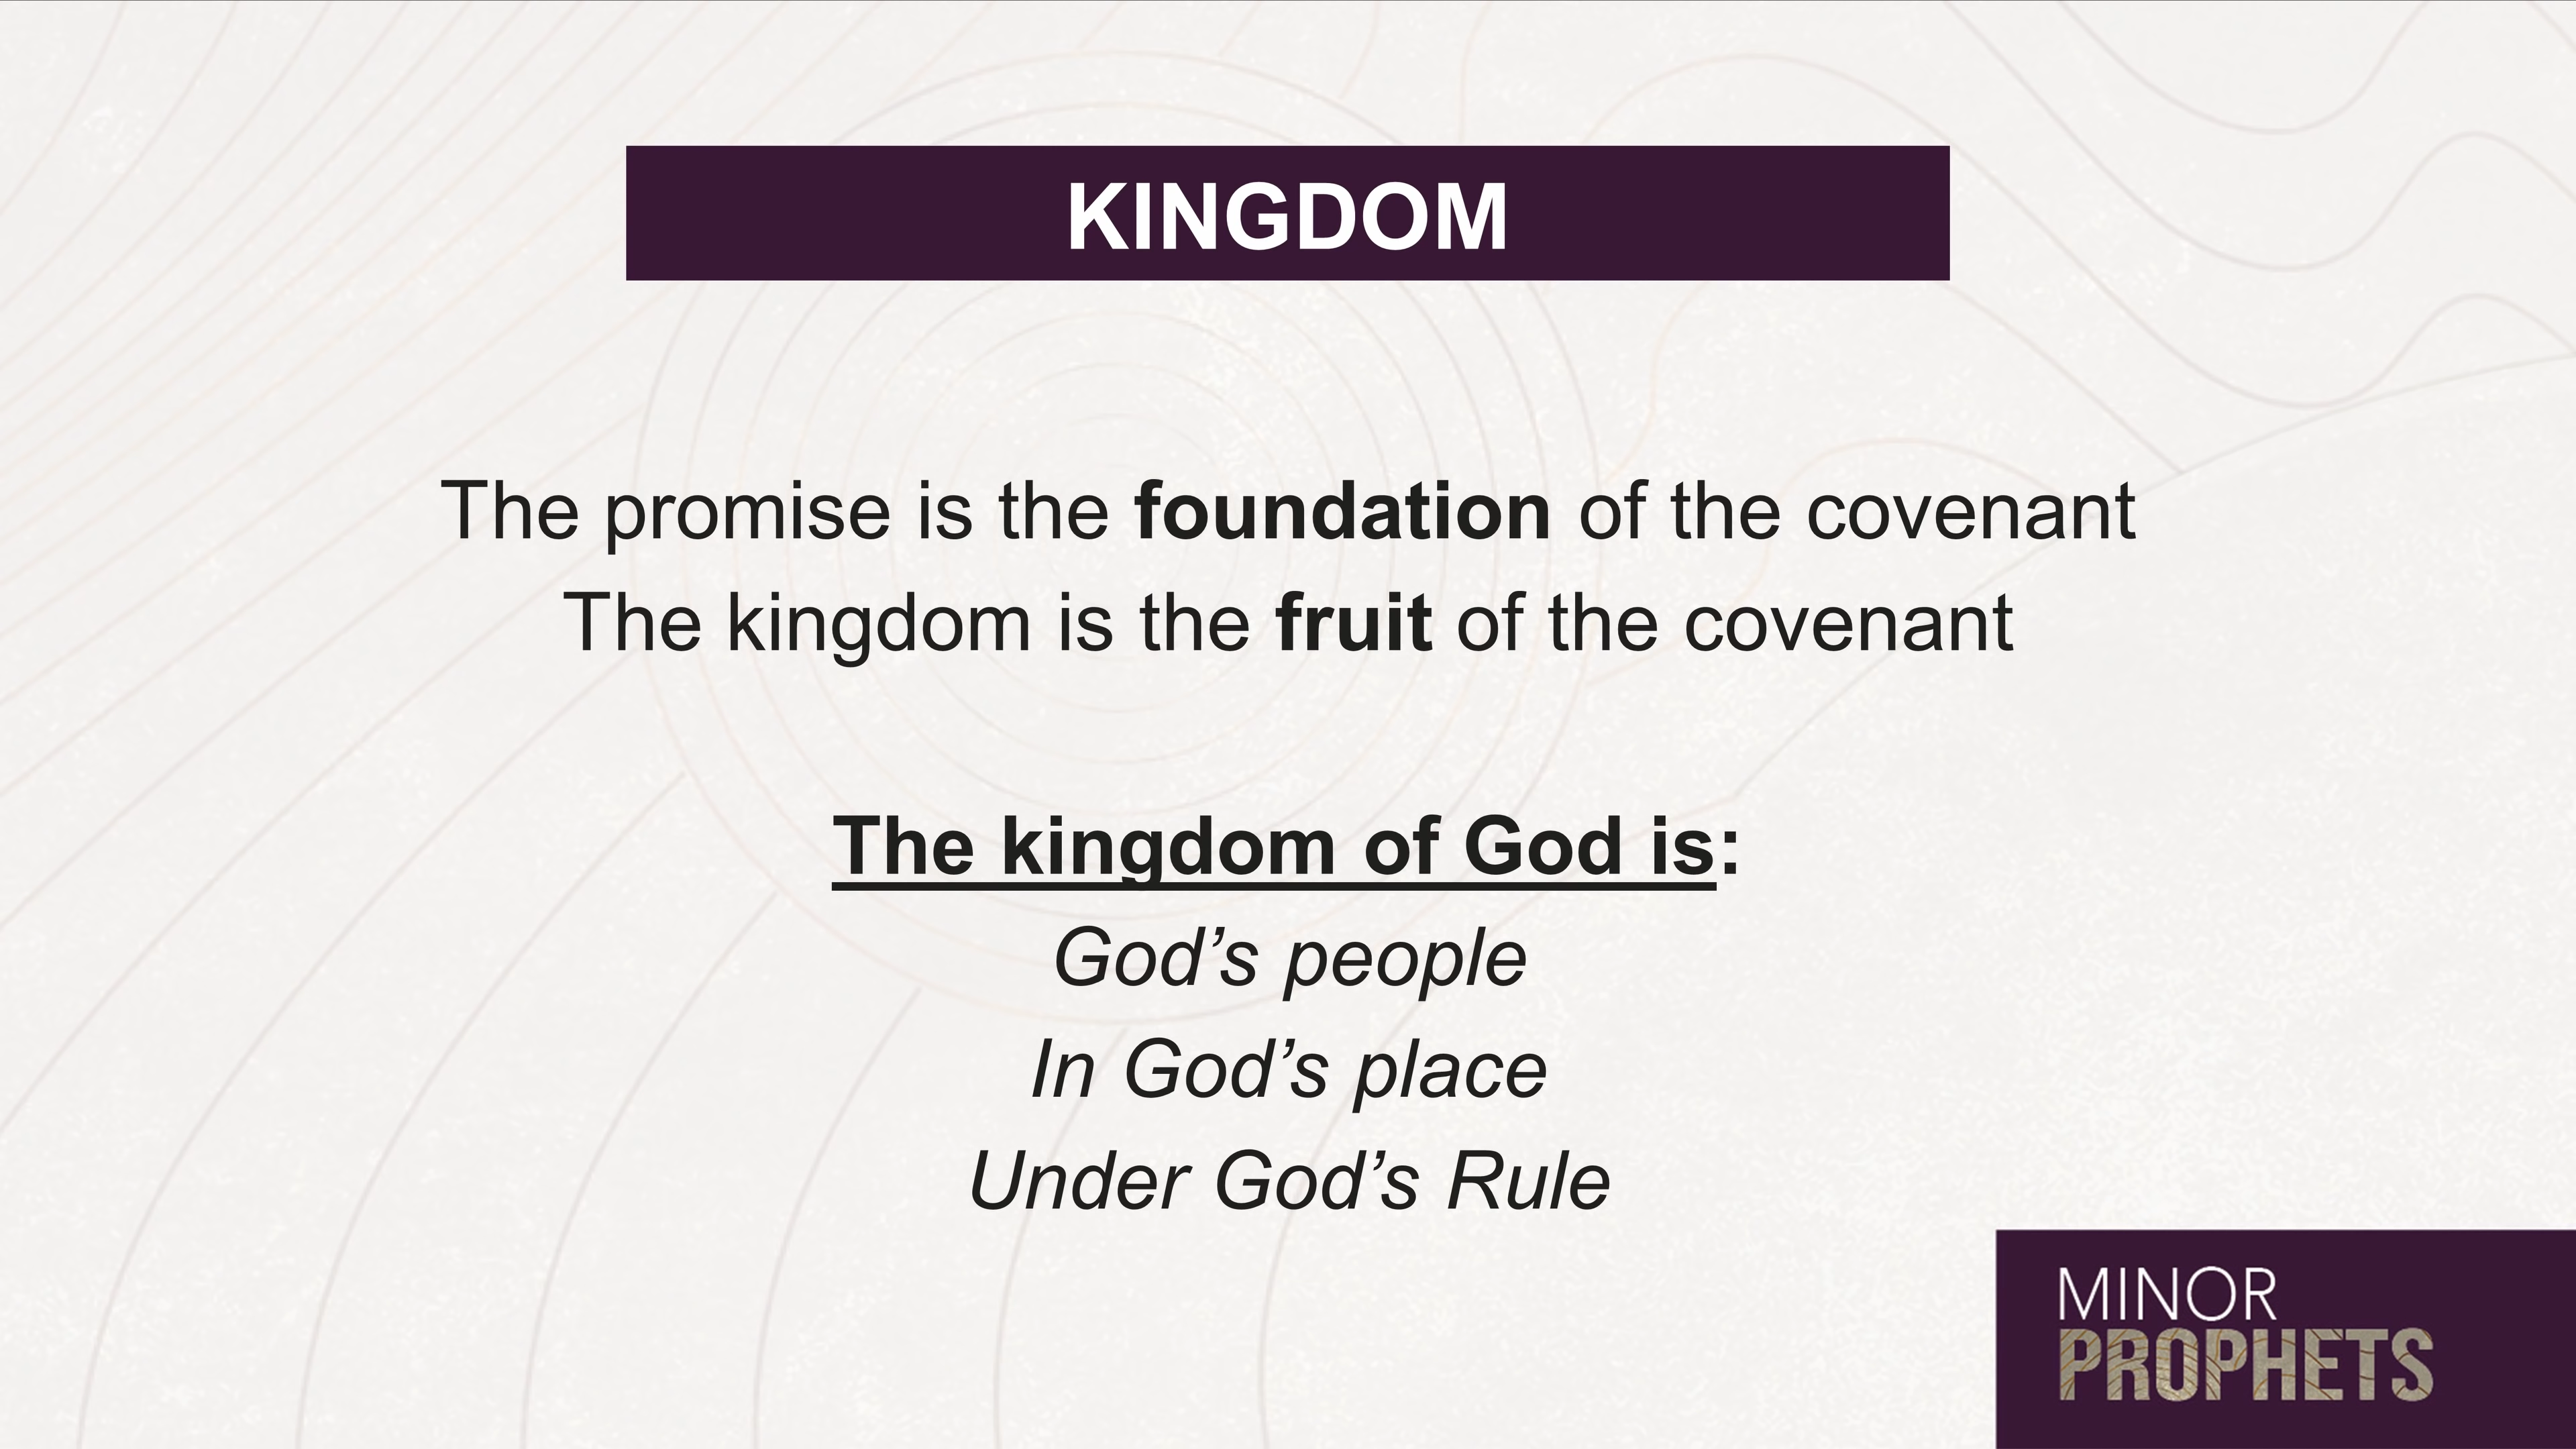 KINGDOM
The promise is the foundation of the covenant
The kingdom is the fruit of the covenant
The kingdom of God is:
God’s people
In God’s place
Under God’s Rule
MINOR
PROPHETS